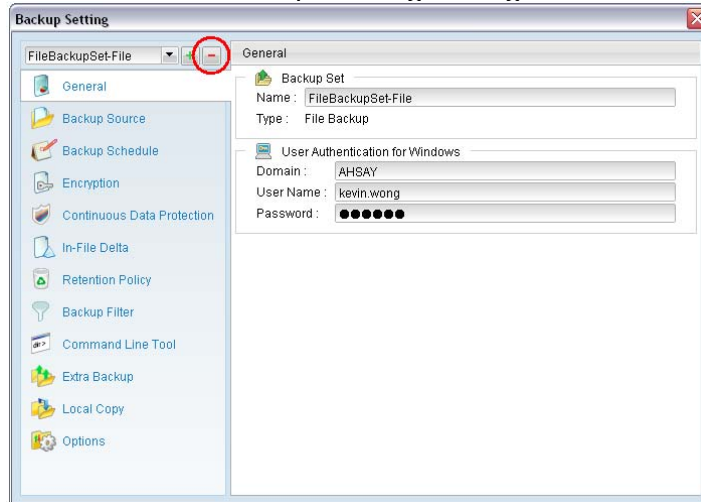 Backup Setting
FileBackupSet-File
General
Backup Source
Backup Schedule
Encryption
Continuous Data Protection
In-File Delta
Retention Policy
Backup Filter
Command Line Tool
Extra Backup
Local Copy
Options
General
Backup Set
Name : FileBackupSet-File
Type : File Backup
User Authentication for Windows
Domain : AHSAY
User Name : kevin.wong
Password : ●●●●●●